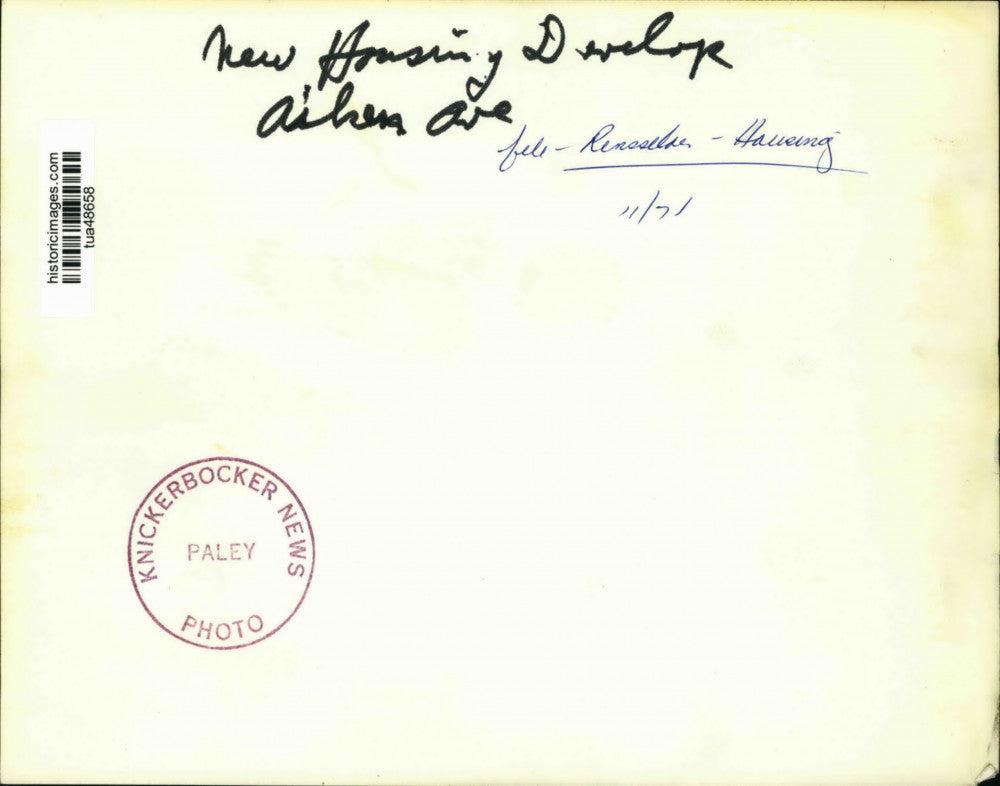 New Housing Develop
Aiken Ave
file - Rensselaer - Housing
11/71
historicimages.com
tua48658
KNICKERBOCKER NEWS
PALEY
PHOTO